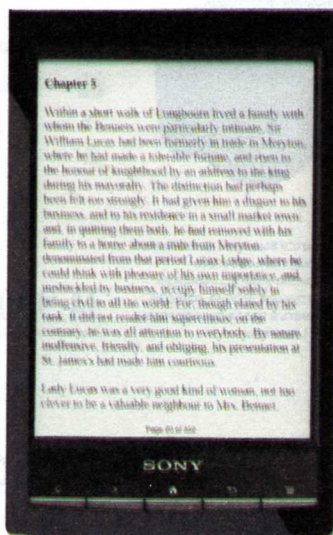 Chapter 5
Within a short walk of Longbourn lived a family with
whom the Bennets were particularly intimate. Sir
William Lucas had been formerly in trade in Meryton,
where he had made a tolerable fortune, and risen to
the honour of knighthood by an address to the king
during his mayoralty. The distinction had perhaps
been felt too strongly. It had given him a disgust to his
business, and to his residence in a small market town;
and, in quitting them both, he had removed with his
family to a house about a mile from Meryton,
denominated from that period Lucas Lodge, where he
could think with pleasure of his own importance, and,
unshackled by business, occupy himself solely in
being civil to all the world. For, though elated by his
rank, it did not render him supercilious; on the
contrary, he was all attention to everybody. By nature
inoffensive, friendly, and obliging, his presentation at
St. James's had made him courteous.
Lady Lucas was a very good kind of woman, not too
clever to be a valuable neighbour to Mrs. Bennet.
Page of
SONY